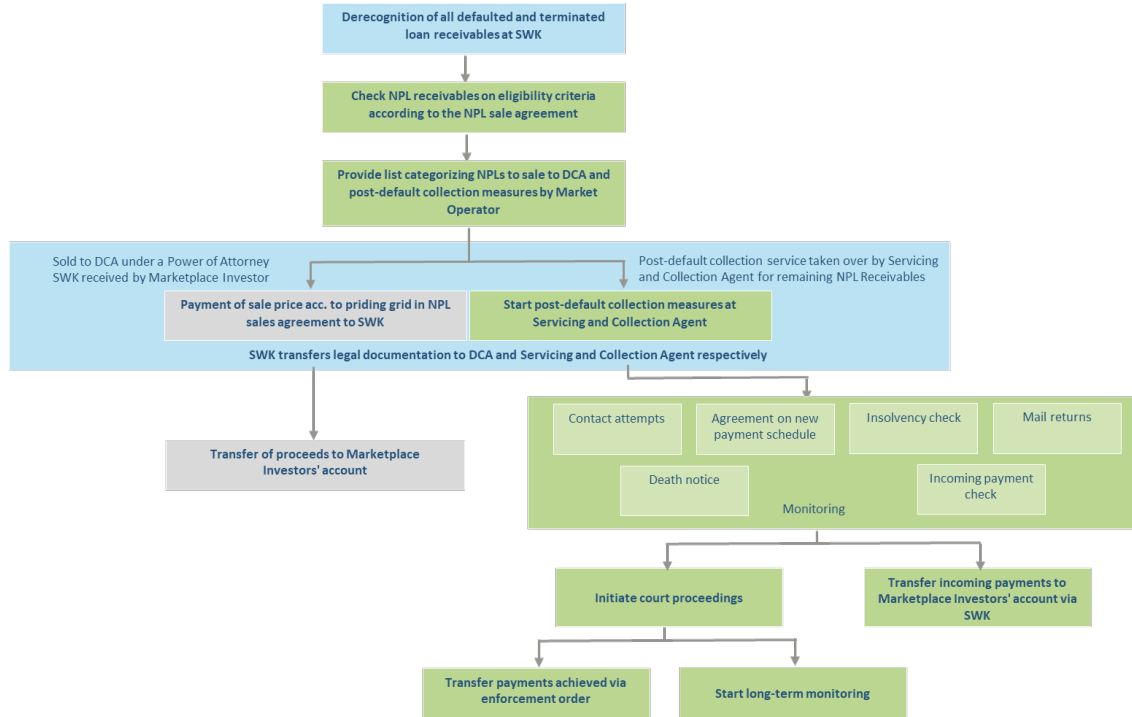 Derecognition of all defaulted and terminated
loan receivables at SWK
Check NPL receivables on eligibility criteria
according to the NPL sale agreement
Provide list categorizing NPLs to sale to DCA and
post-default collection measures by Market
Operator
Sold to DCA under a Power of Attorney
SWK received by Marketplace Investor
Post-default collection service taken over by Servicing
and Collection Agent for remaining NPL Receivables
Payment of sale price acc. to priding grid in NPL
sales agreement to SWK
Start post-default collection measures at
Servicing and Collection Agent
SWK transfers legal documentation to DCA and Servicing and Collection Agent respectively
Transfer of proceeds to Marketplace
Investors' account
Contact attempts
Agreement on new
payment schedule
Insolvency check
Mail returns
Death notice
Incoming payment
check
Monitoring
Initiate court proceedings
Transfer incoming payments to
Marketplace Investors' account via
SWK
Transfer payments achieved via
enforcement order
Start long-term monitoring